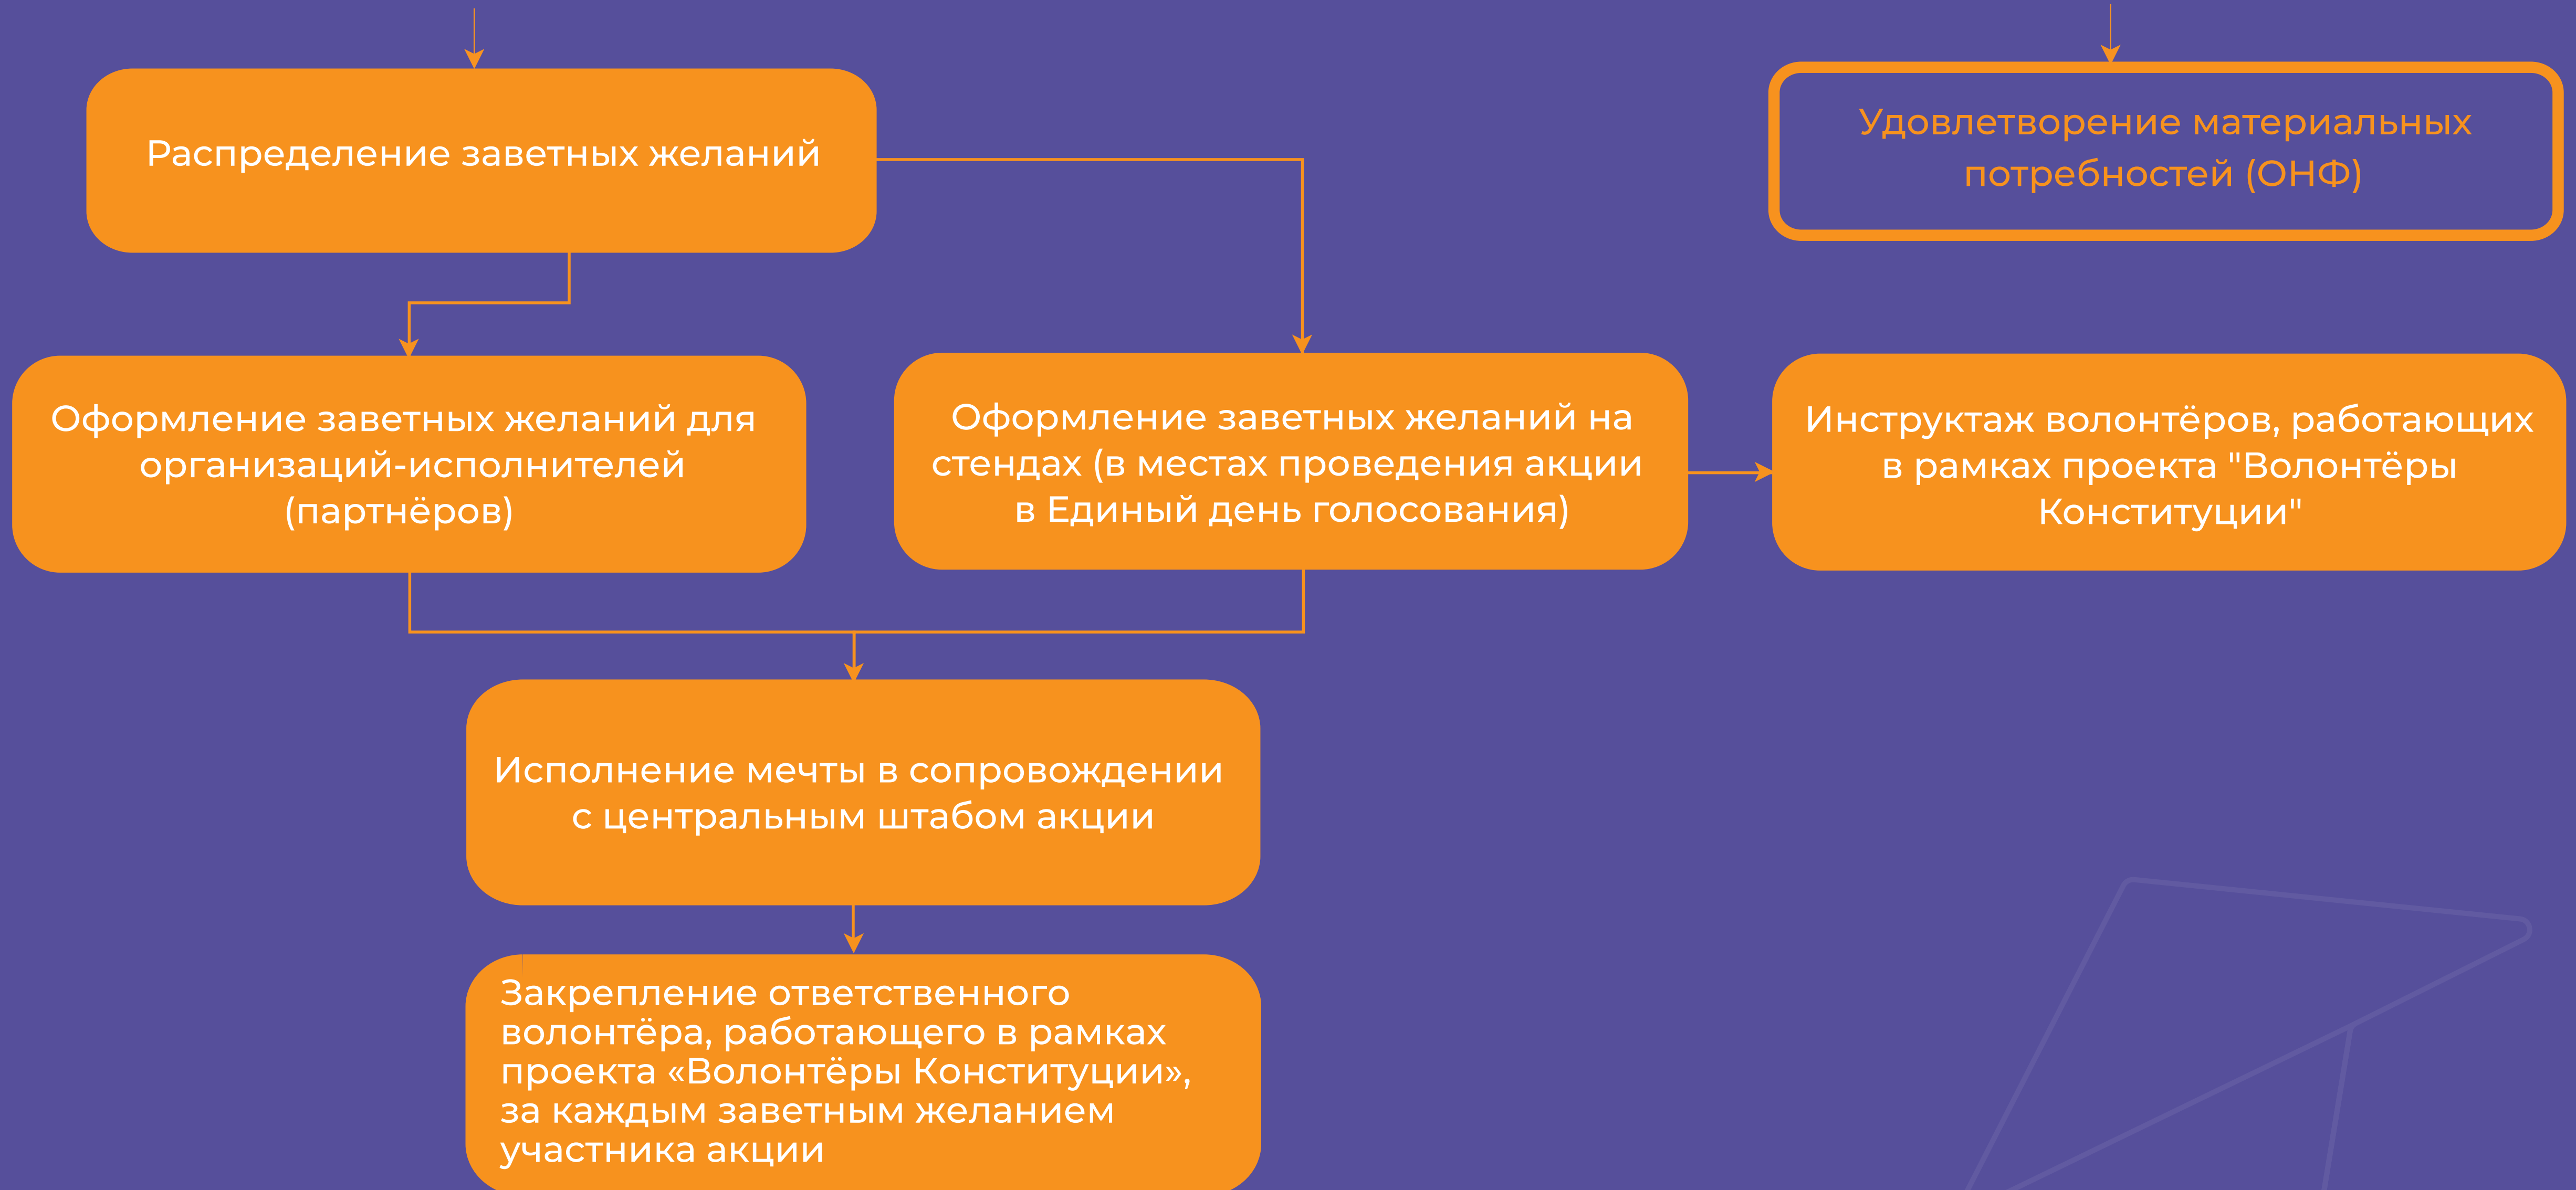 Распределение заветных желаний
Удовлетворение материальных
потребностей (ОНФ)
Оформление заветных желаний для
организаций-исполнителей
(партнёров)
Оформление заветных желаний на
стендах (в местах проведения акции
в Единый день голосования)
Инструктаж волонтёров, работающих
в рамках проекта "Волонтёры
Конституции"
Исполнение мечты в сопровождении
с центральным штабом акции
Закрепление ответственного
волонтёра, работающего в рамках
проекта «Волонтёры Конституции»,
за каждым заветным желанием
участника акции